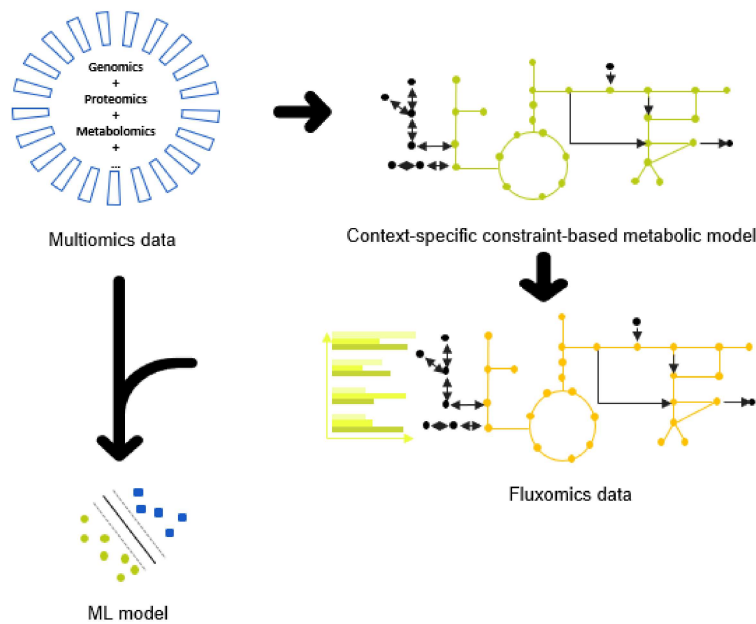 Genomics
+
Proteomics
+
Metabolomics
+
...
Multiomics data
Context-specific constraint-based metabolic model
Fluxomics data
ML model